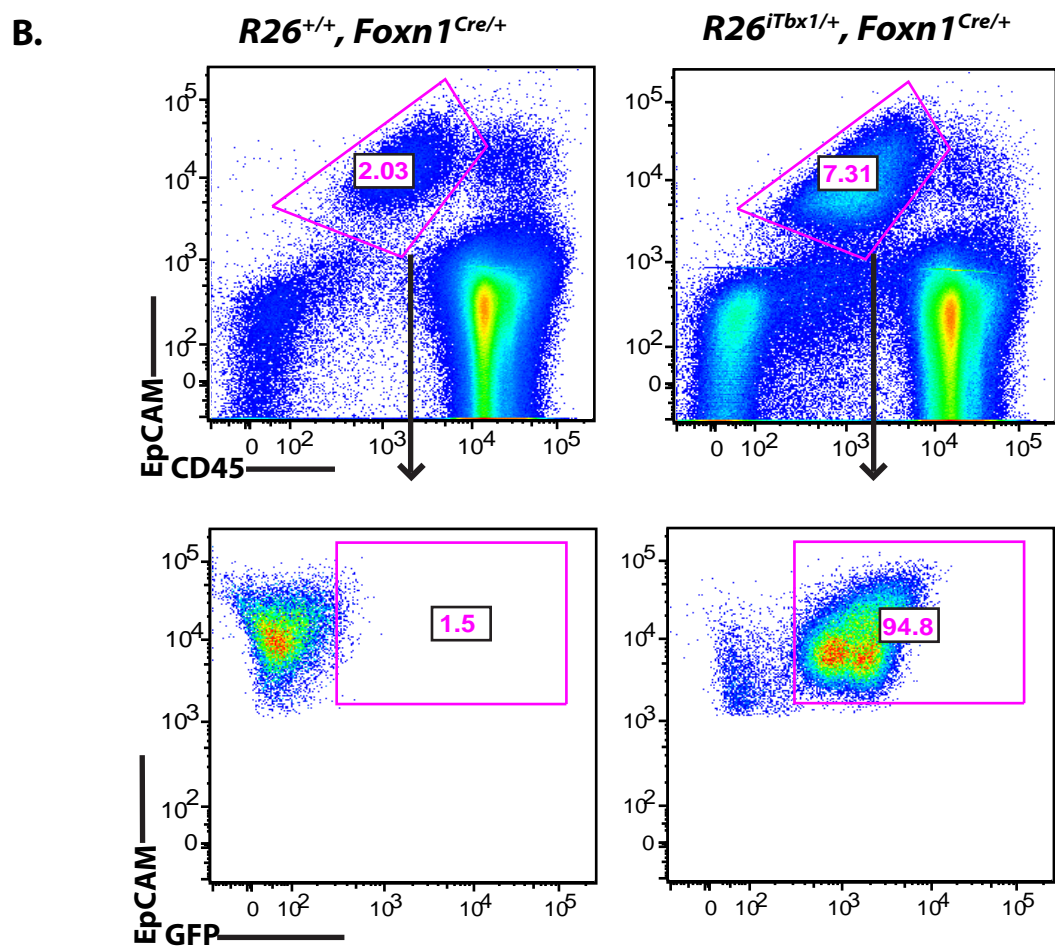 B.
R26+/+, Foxn1Cre/+
R26iTbx1/+, Foxn1Cre/+
10⁵
10⁴
10³
10²
0
2.03
0 10² 10³ 10⁴ 10⁵
10⁵
10⁴
10³
10²
0
7.31
0 10² 10³ 10⁴ 10⁵
EpCAM
CD45
10⁵
10⁴
10³
10²
0
1.5
0 10² 10³ 10⁴ 10⁵
10⁵
10⁴
10³
10²
0
94.8
0 10² 10³ 10⁴ 10⁵
EpCAM
GFP